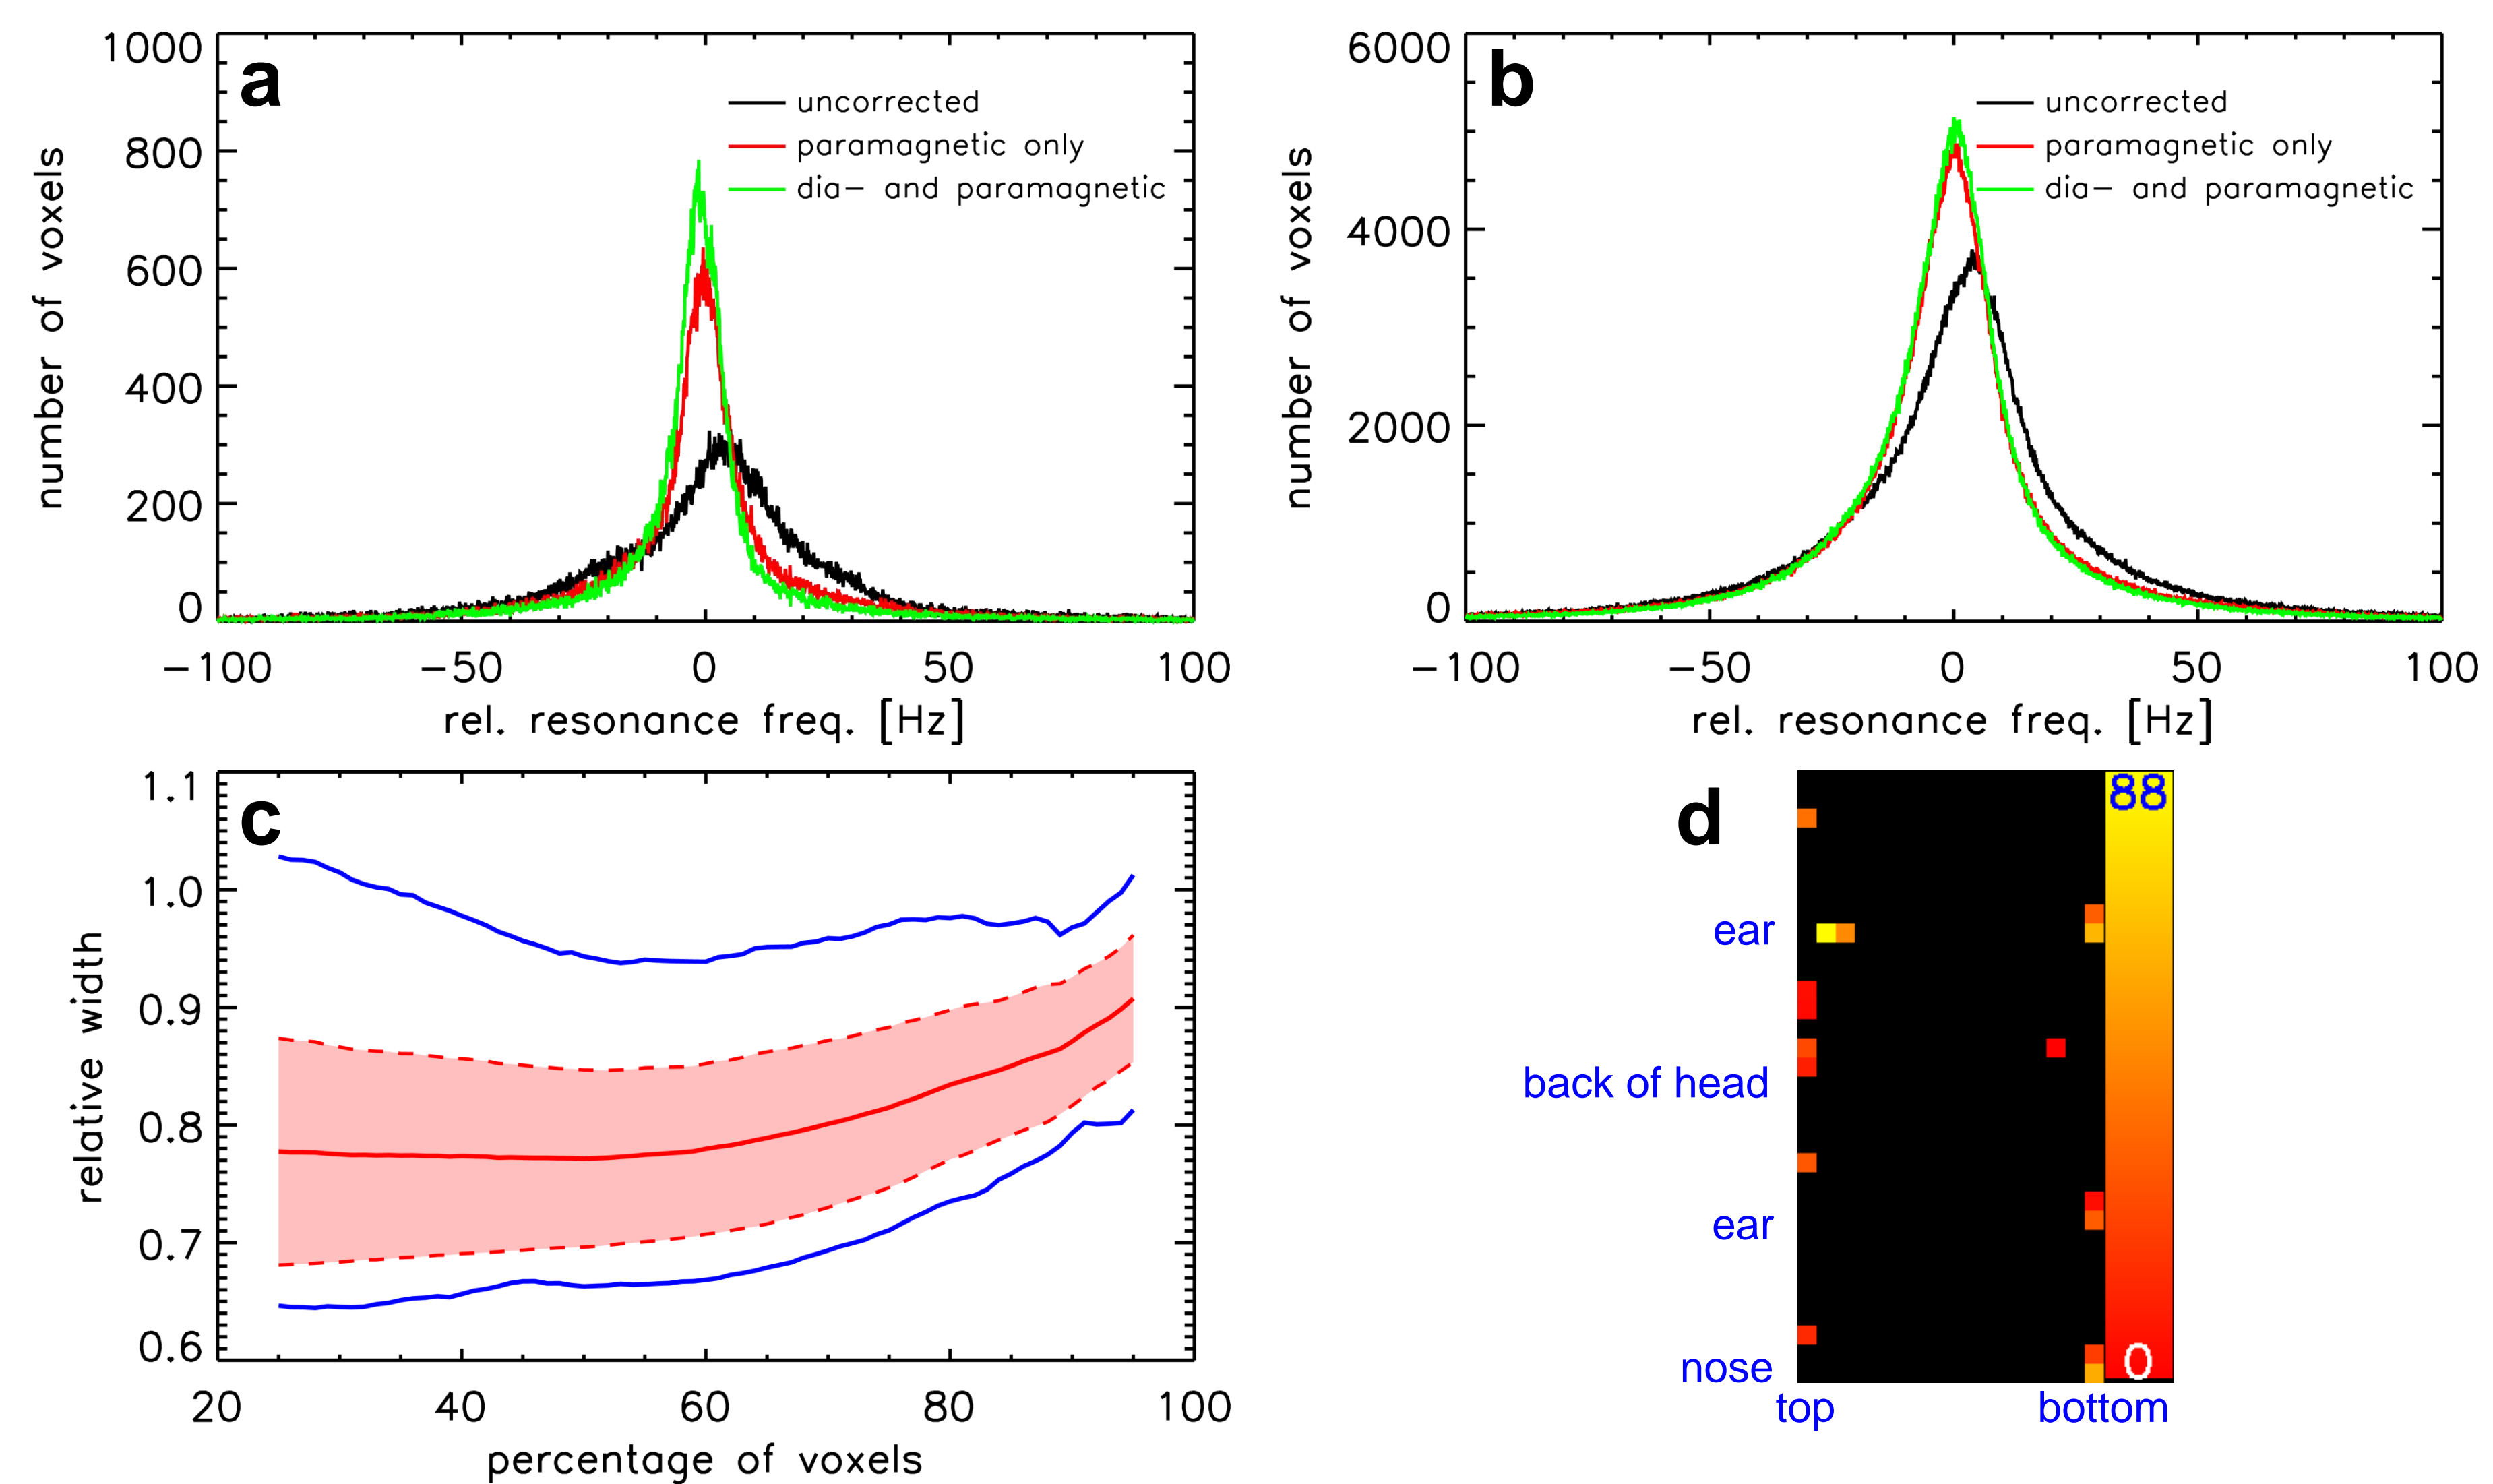 a
1000
800
600
400
200
0
number of voxels
uncorrected
paramagnetic only
dia- and paramagnetic
-100 -50 0 50 100
rel. resonance freq. [Hz]
b
6000
4000
2000
0
number of voxels
uncorrected
paramagnetic only
dia- and paramagnetic
-100 -50 0 50 100
rel. resonance freq. [Hz]
c
1.1
1.0
0.9
0.8
0.7
0.6
relative width
20 40 60 80 100
percentage of voxels
d
88
ear
back of head
ear
nose
0
top bottom